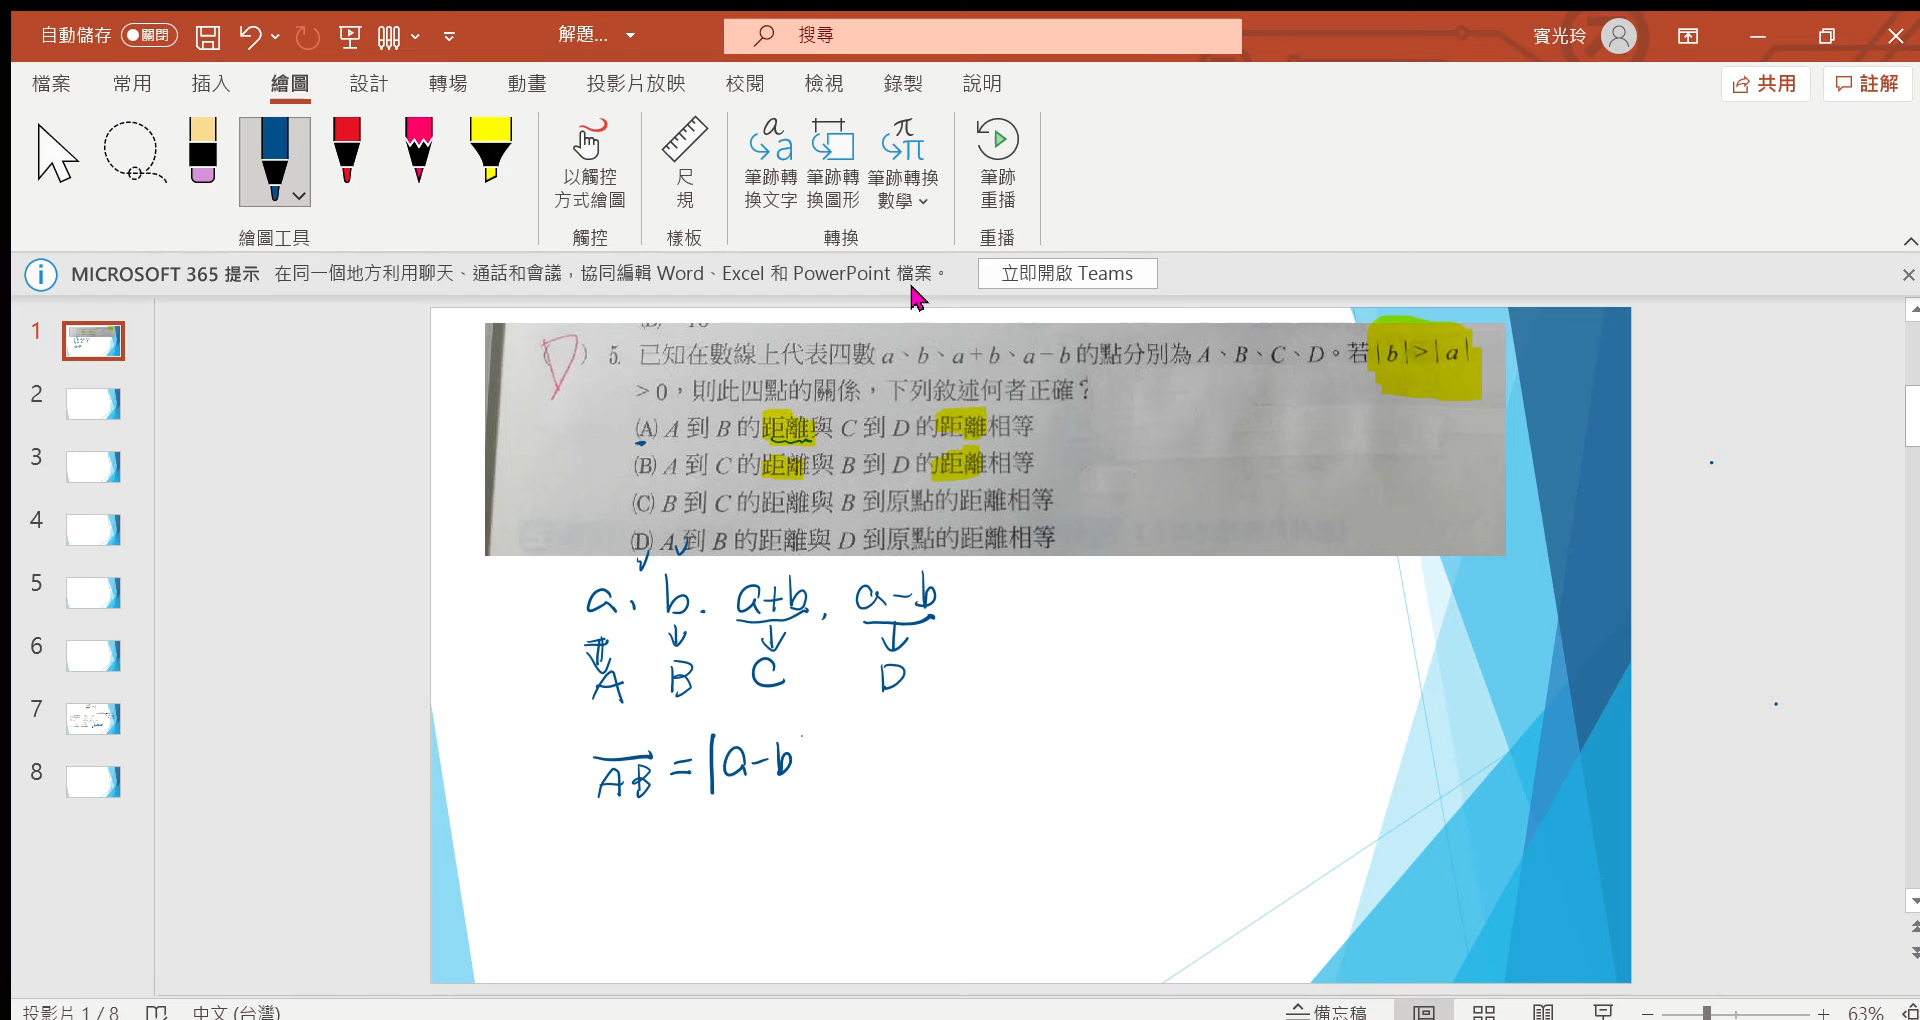 自動儲存 關閉 解題... 搜尋 賓光玲
檔案 常用 插入 繪圖 設計 轉場 動畫 投影片放映 校閱 檢視 錄製 說明 共用 註解
以觸控方式繪圖 尺規 筆跡轉換文字 筆跡轉換圖形 筆跡轉換數學 筆跡重播
繪圖工具 觸控 樣板 轉換 重播
MICROSOFT 365 提示 在同一個地方利用聊天、通話和會議,協同編輯 Word、Excel 和 PowerPoint 檔案。 立即開啟 Teams
1
2
3
4
5
6
7
8
(D) 5. 已知在數線上代表四數 a、b、a+b、a-b 的點分別為 A、B、C、D。若 |b|>|a|
>0,則此四點的關係,下列敘述何者正確?
(A) A 到 B 的距離與 C 到 D 的距離相等
(B) A 到 C 的距離與 B 到 D 的距離相等
(C) B 到 C 的距離與 B 到原點的距離相等
(D) A 到 B 的距離與 D 到原點的距離相等
a、b. a+b, a-b
A B C D
AB = |a-b
投影片 1 / 8 中文 (台灣) 備忘稿 63%